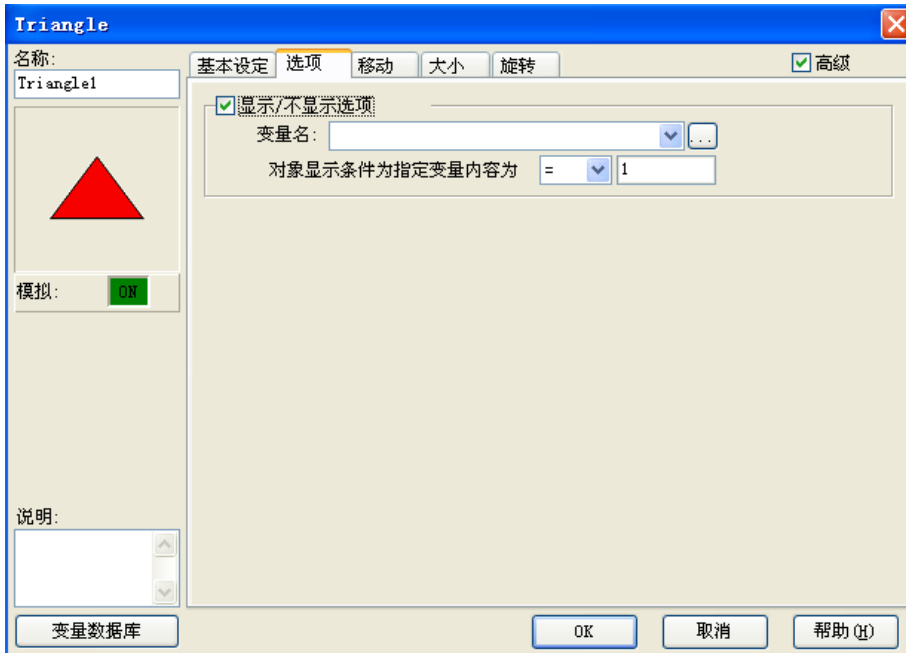 Triangle
名称:
Triangle1
基本设定 选项 移动 大小 旋转 高级
显示/不显示选项
变量名: ...
对象显示条件为指定变量内容为 = 1
模拟: ON
说明:
变量数据库 OK 取消 帮助(H)